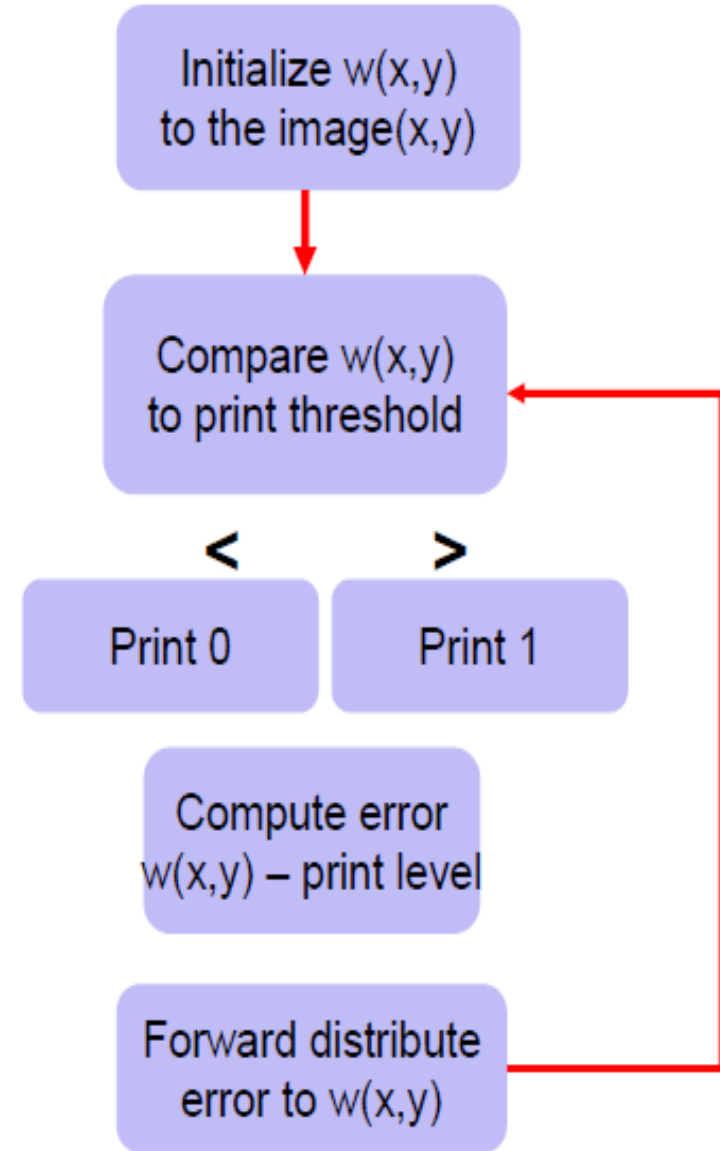 Initialize w(x,y)
to the image(x,y)
Compare w(x,y)
to print threshold
< >
Print 0
Print 1
Compute error
w(x,y) – print level
Forward distribute
error to w(x,y)